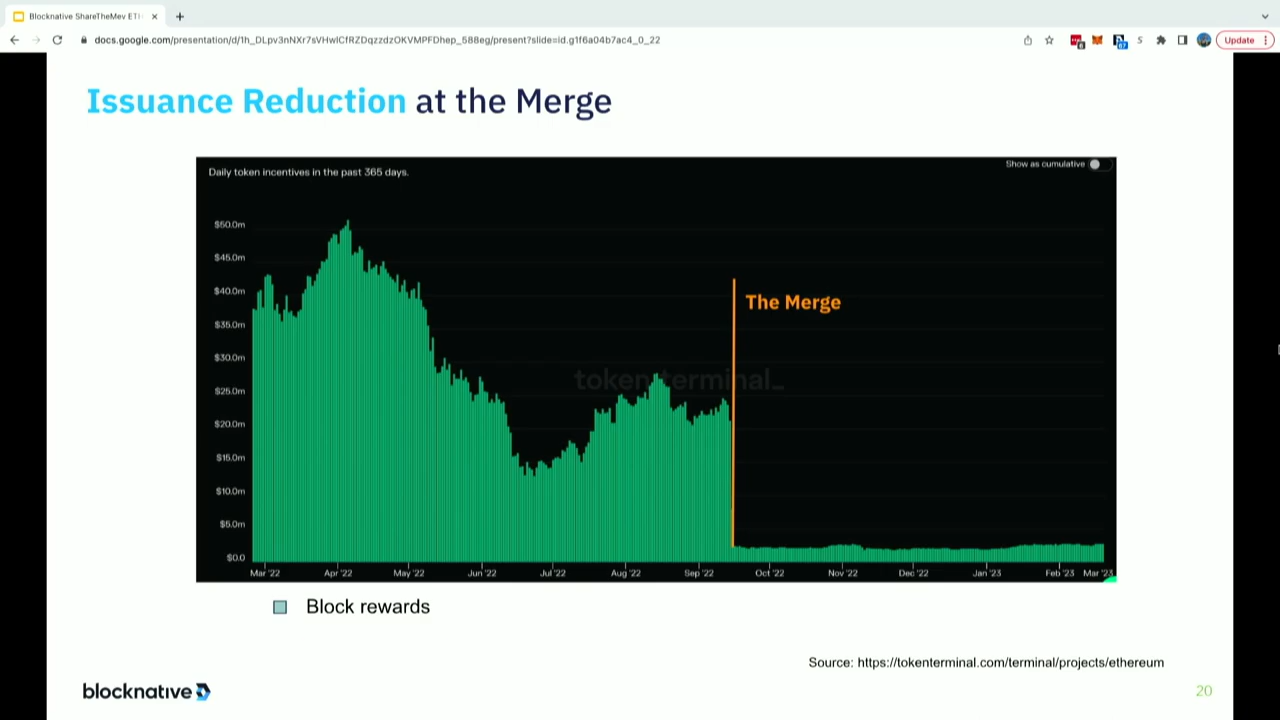 Blocknative ShareTheMev ETH
docs.google.com/presentation/d/1h_DLpv3nNXr7sVHwlCfRZDqzzdzOKVMPFDhep_588eg/present?slide=id.g1f6a04b7ac4_0_22
Update
Issuance Reduction at the Merge
Daily token incentives in the past 365 days.
Show as cumulative
$50.0m
$45.0m
$40.0m
$35.0m
$30.0m
$25.0m
$20.0m
$15.0m
$10.0m
$5.0m
$0.0
The Merge
token terminal_
Mar '22 Apr '22 May '22 Jun '22 Jul '22 Aug '22 Sep '22 Oct '22 Nov '22 Dec '22 Jan '23 Feb '23 Mar '23
Block rewards
Source: https://tokenterminal.com/terminal/projects/ethereum
blocknative
20